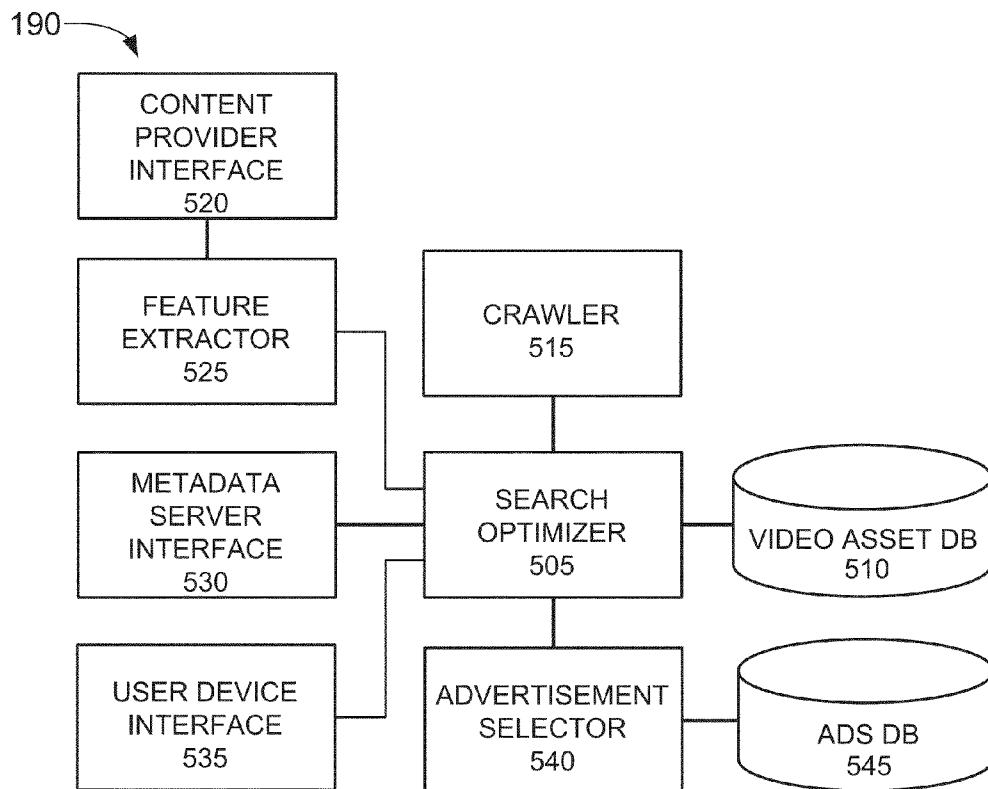 190
CONTENT
PROVIDER
INTERFACE
520
FEATURE
EXTRACTOR
525
CRAWLER
515
METADATA
SERVER
INTERFACE
530
SEARCH
OPTIMIZER
505
VIDEO ASSET DB
510
USER DEVICE
INTERFACE
535
ADVERTISEMENT
SELECTOR
540
ADS DB
545